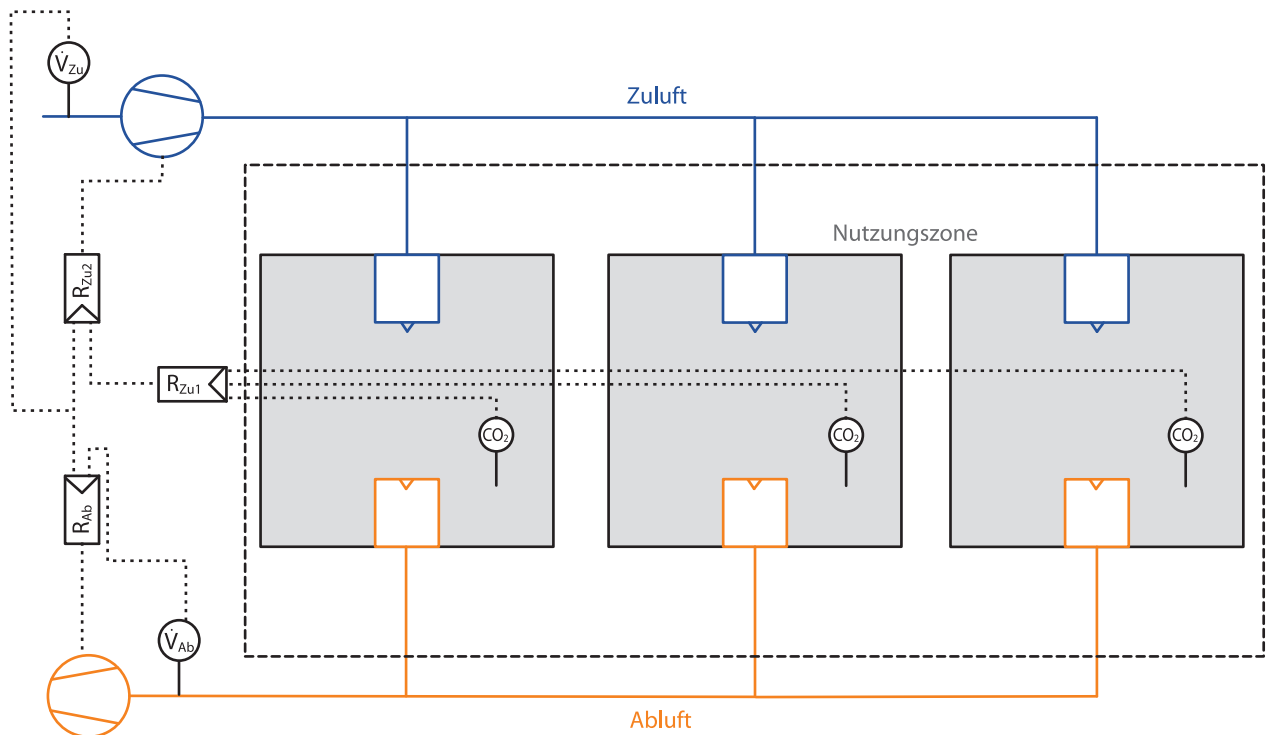 V̇Zu
Zuluft
Nutzungszone
RZu2
RZu1
CO₂
CO₂
CO₂
RAb
V̇Ab
Abluft